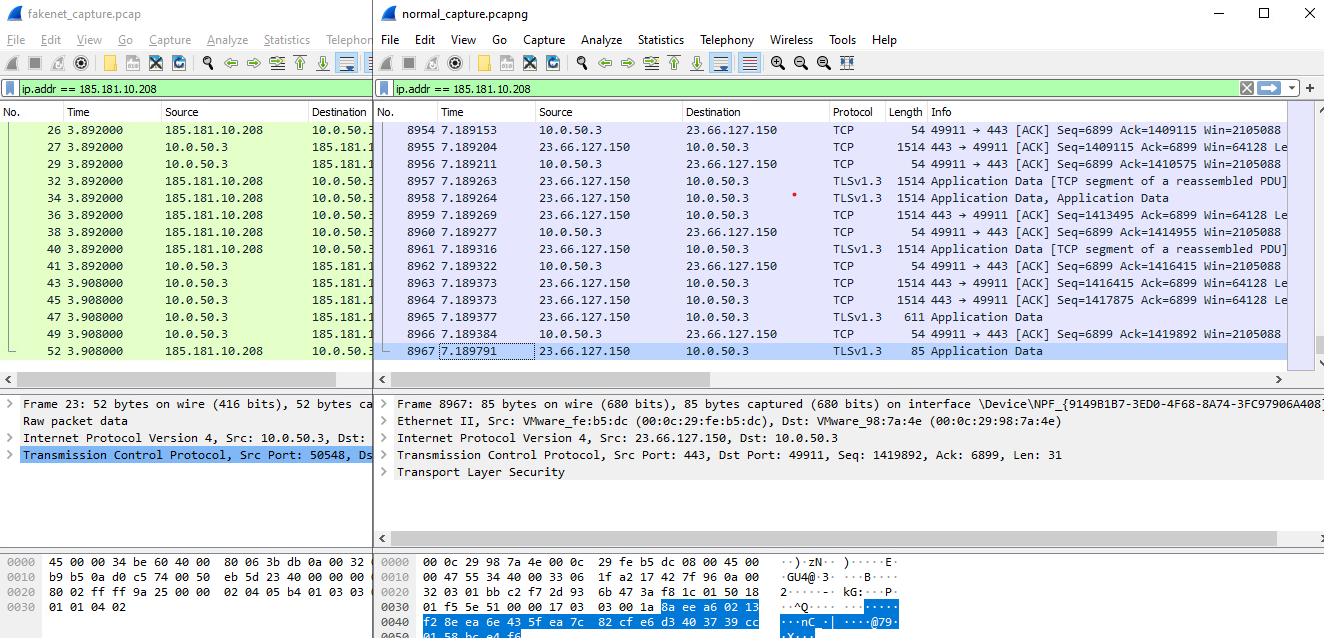 fakenet_capture.pcap
File Edit View Go Capture Analyze Statistics Telephon
ip.addr == 185.181.10.208
No. Time Source Destination
26 3.892000 185.181.10.208 10.0.50.3
27 3.892000 10.0.50.3 185.181.1
29 3.892000 10.0.50.3 185.181.1
32 3.892000 185.181.10.208 10.0.50.3
34 3.892000 185.181.10.208 10.0.50.3
36 3.892000 185.181.10.208 10.0.50.3
38 3.892000 185.181.10.208 10.0.50.3
40 3.892000 185.181.10.208 10.0.50.3
41 3.892000 10.0.50.3 185.181.1
43 3.908000 10.0.50.3 185.181.1
45 3.908000 10.0.50.3 185.181.1
47 3.908000 185.181.10.208 10.0.50.3
49 3.908000 10.0.50.3 185.181.1
52 3.908000 185.181.10.208 10.0.50.3
Frame 23: 52 bytes on wire (416 bits), 52 bytes ca
Raw packet data
Internet Protocol Version 4, Src: 10.0.50.3, Dst:
Transmission Control Protocol, Src Port: 50548, Ds
0000 45 00 00 34 be 60 40 00 80 06 3b db 0a 00 32
0010 b9 b5 0a d0 c5 74 00 50 eb 5d 23 40 00 00 00
0020 80 02 ff ff 9a 25 00 00 02 04 05 b4 01 03 03
0030 01 01 04 02
normal_capture.pcapng
File Edit View Go Capture Analyze Statistics Telephony Wireless Tools Help
ip.addr == 185.181.10.208
No. Time Source Destination Protocol Length Info
8954 7.189153 10.0.50.3 23.66.127.150 TCP 54 49911 → 443 [ACK] Seq=6899 Ack=1409115 Win=2105088
8955 7.189204 23.66.127.150 10.0.50.3 TCP 1514 443 → 49911 [ACK] Seq=1409115 Ack=6899 Win=64128 Le
8956 7.189211 10.0.50.3 23.66.127.150 TCP 54 49911 → 443 [ACK] Seq=6899 Ack=1410575 Win=2105088
8957 7.189263 23.66.127.150 10.0.50.3 TLSv1.3 1514 Application Data [TCP segment of a reassembled PDU]
8958 7.189264 23.66.127.150 10.0.50.3 TLSv1.3 1514 Application Data, Application Data
8959 7.189269 23.66.127.150 10.0.50.3 TCP 1514 443 → 49911 [ACK] Seq=1413495 Ack=6899 Win=64128 Le
8960 7.189277 10.0.50.3 23.66.127.150 TCP 54 49911 → 443 [ACK] Seq=6899 Ack=1414955 Win=2105088
8961 7.189316 23.66.127.150 10.0.50.3 TLSv1.3 1514 Application Data [TCP segment of a reassembled PDU]
8962 7.189322 10.0.50.3 23.66.127.150 TCP 54 49911 → 443 [ACK] Seq=6899 Ack=1416415 Win=2105088
8963 7.189373 23.66.127.150 10.0.50.3 TCP 1514 443 → 49911 [ACK] Seq=1416415 Ack=6899 Win=64128 Le
8964 7.189373 23.66.127.150 10.0.50.3 TCP 1514 443 → 49911 [ACK] Seq=1417875 Ack=6899 Win=64128 Le
8965 7.189377 23.66.127.150 10.0.50.3 TLSv1.3 611 Application Data
8966 7.189384 10.0.50.3 23.66.127.150 TCP 54 49911 → 443 [ACK] Seq=6899 Ack=1419892 Win=2105088
8967 7.189791 23.66.127.150 10.0.50.3 TLSv1.3 85 Application Data
Frame 8967: 85 bytes on wire (680 bits), 85 bytes captured (680 bits) on interface \Device\NPF_{9149B1B7-3ED0-4F68-8A74-3FC97906A408}
Ethernet II, Src: VMware_fe:b5:dc (00:0c:29:fe:b5:dc), Dst: VMware_98:7a:4e (00:0c:29:98:7a:4e)
Internet Protocol Version 4, Src: 23.66.127.150, Dst: 10.0.50.3
Transmission Control Protocol, Src Port: 443, Dst Port: 49911, Seq: 1419892, Ack: 6899, Len: 31
Transport Layer Security
0000 00 0c 29 98 7a 4e 00 0c 29 fe b5 dc 08 00 45 00 ··)·zN·· )·····E·
0010 00 47 55 34 40 00 33 06 1f a2 17 42 7f 96 0a 00 ·GU4@·3· ···B····
0020 32 03 01 bb c2 f7 2d 93 6b 47 3a f8 1c 01 50 18 2·····-· kG:···P·
0030 01 f5 5e 51 00 00 17 03 03 00 1a 8a ee a6 02 13 ··^Q···· ········
0040 f2 8e ea 6e 43 5f ea 7c 82 cf e6 d3 40 37 39 cc ···nC_·| ····@79·
0050 01 58 bc e4 f6 ·X···